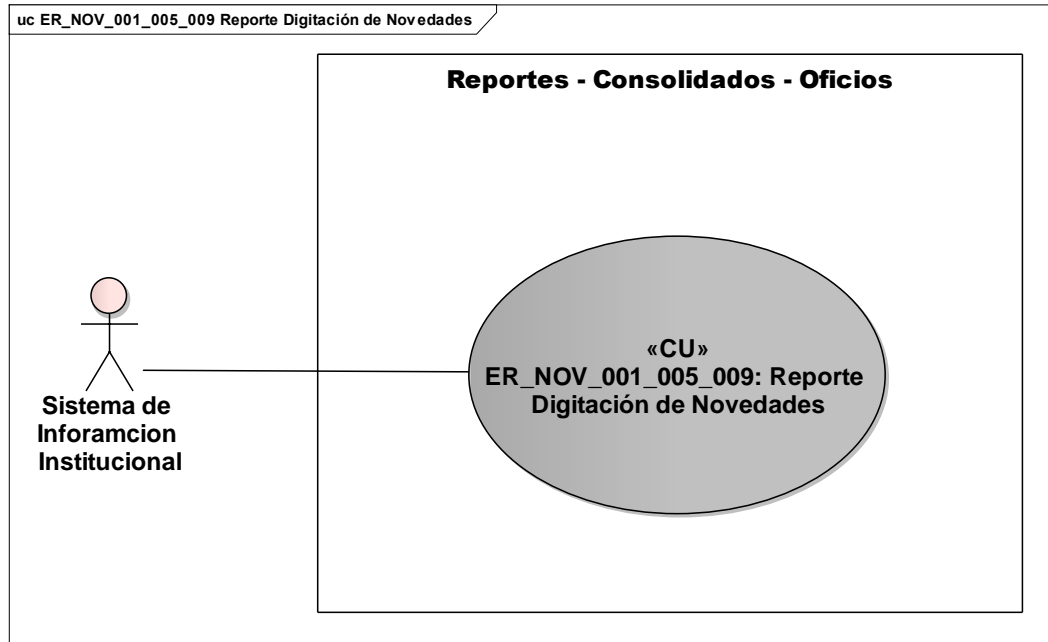 uc ER_NOV_001_005_009 Reporte Digitación de Novedades
Reportes - Consolidados - Oficios
«CU»
ER_NOV_001_005_009: Reporte
Digitación de Novedades
Sistema de
Inforamcion
Institucional